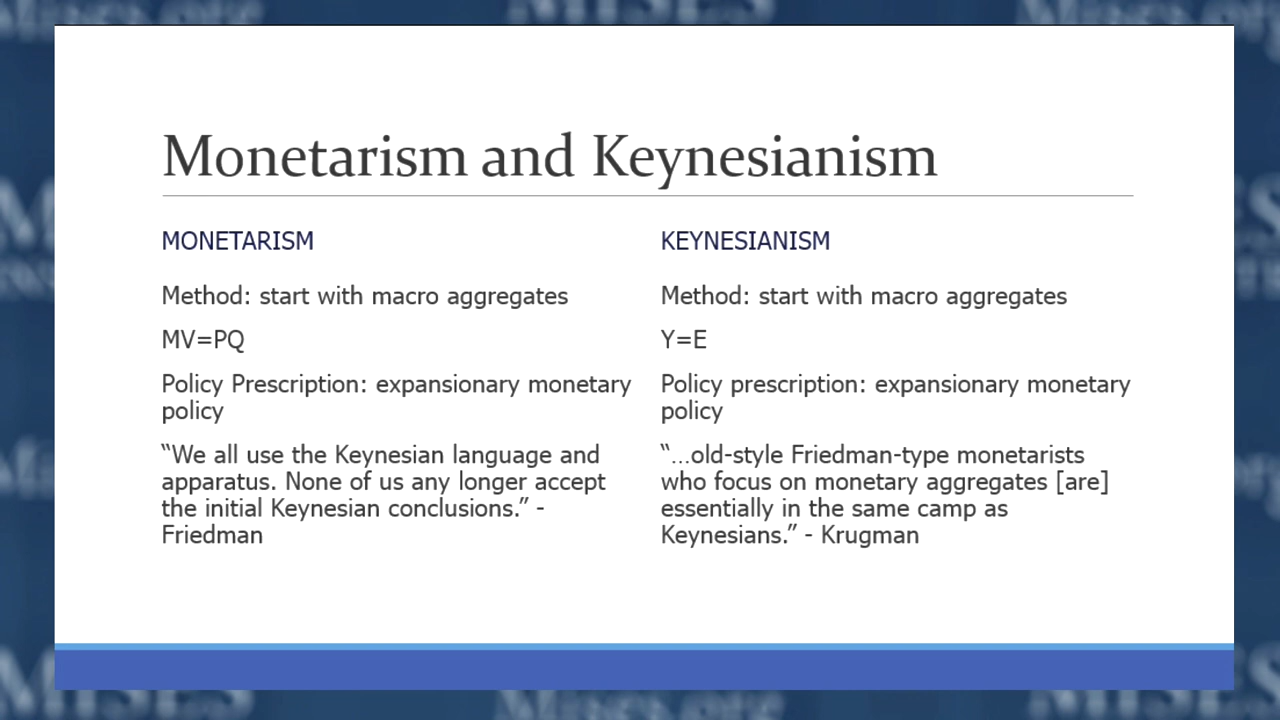 Monetarism and Keynesianism
MONETARISM
Method: start with macro aggregates
MV=PQ
Policy Prescription: expansionary monetary
policy
“We all use the Keynesian language and
apparatus. None of us any longer accept
the initial Keynesian conclusions.” -
Friedman
KEYNESIANISM
Method: start with macro aggregates
Y=E
Policy prescription: expansionary monetary
policy
“…old-style Friedman-type monetarists
who focus on monetary aggregates [are]
essentially in the same camp as
Keynesians.” - Krugman
Mises.org